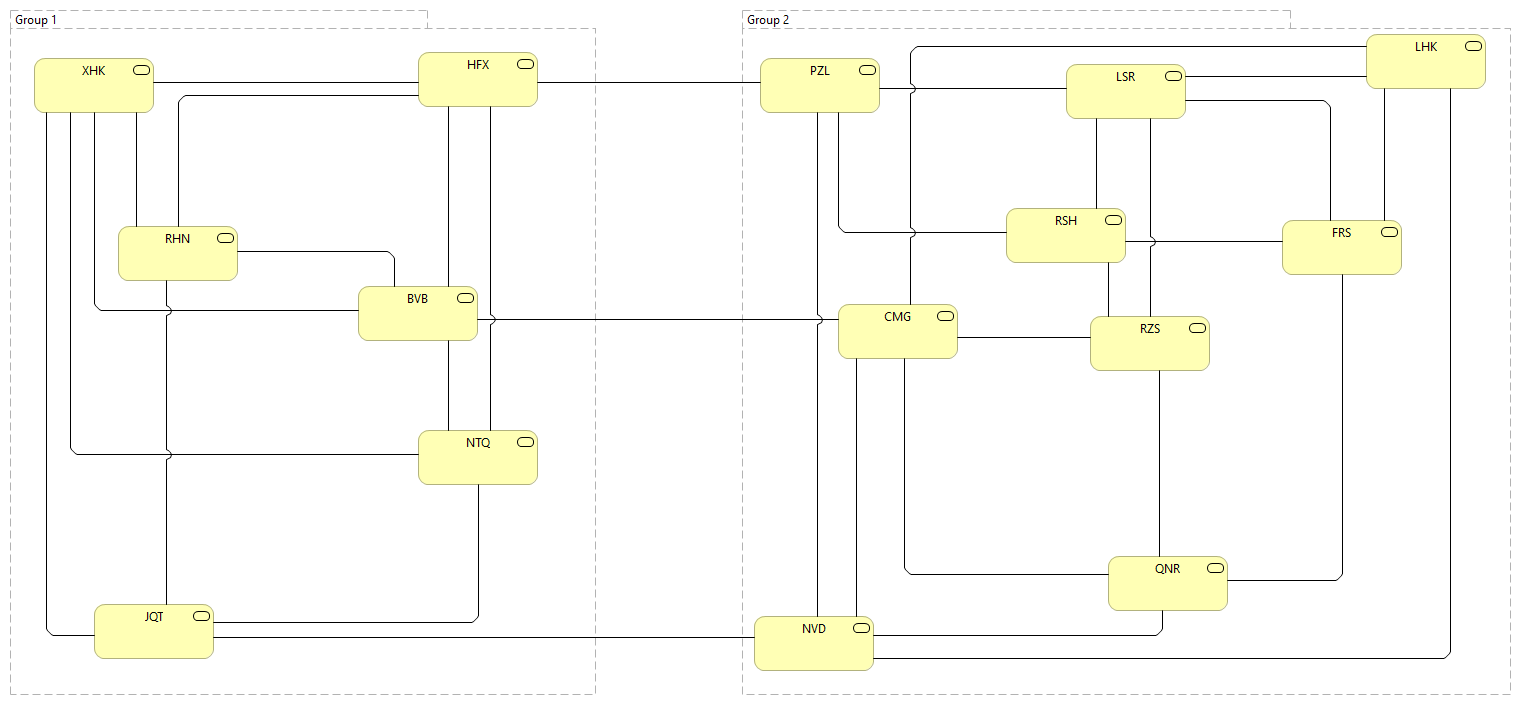 Group 1
Group 2
XHK
HFX
PZL
LSR
LHK
RHN
RSH
FRS
BVB
CMG
RZS
NTQ
QNR
JQT
NVD